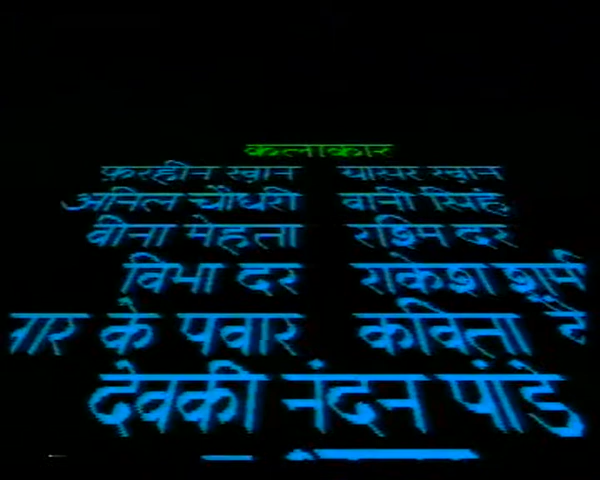 कलाकार
फ़रहीन खान यासर खान
अनिल चौधरी बानी सिंह
बीना मेहता रश्मि दर
विभा दर राकेश शर्मा
के पवार कविता
देवकी नंदन पांडे